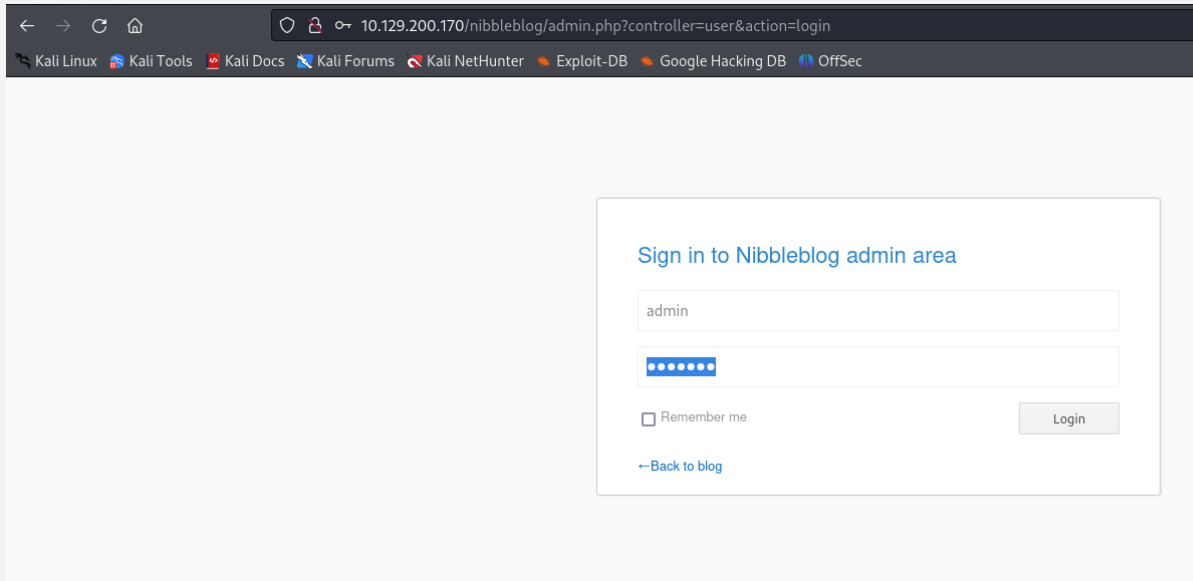 10.129.200.170/nibbleblog/admin.php?controller=user&action=login
Kali Linux Kali Tools Kali Docs Kali Forums Kali NetHunter Exploit-DB Google Hacking DB OffSec
Sign in to Nibbleblog admin area
admin
•••••••
Remember me
Login
←Back to blog